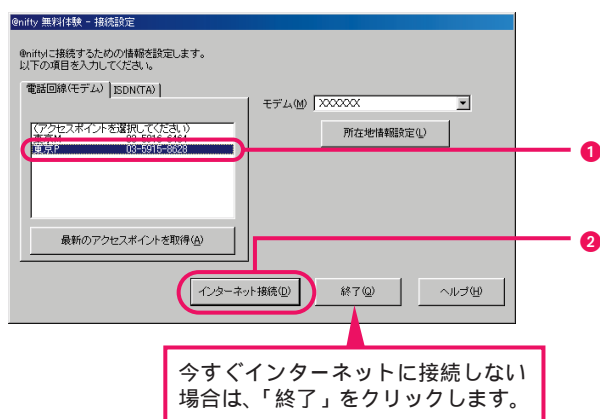 @nifty 無料体験 - 接続設定
@niftyに接続するための情報を設定します。
以下の項目を入力してください。
電話回線(モデム) ISDN(TA)
モデム(M) XXXXXX
(アクセスポイントを選択してください)
所在地情報設定(L)
東京P 03-5915-8628
1
最新のアクセスポイントを取得(A)
2
インターネット接続(D) 終了(Q) ヘルプ(H)
今すぐインターネットに接続しない
場合は、「終了」をクリックします。